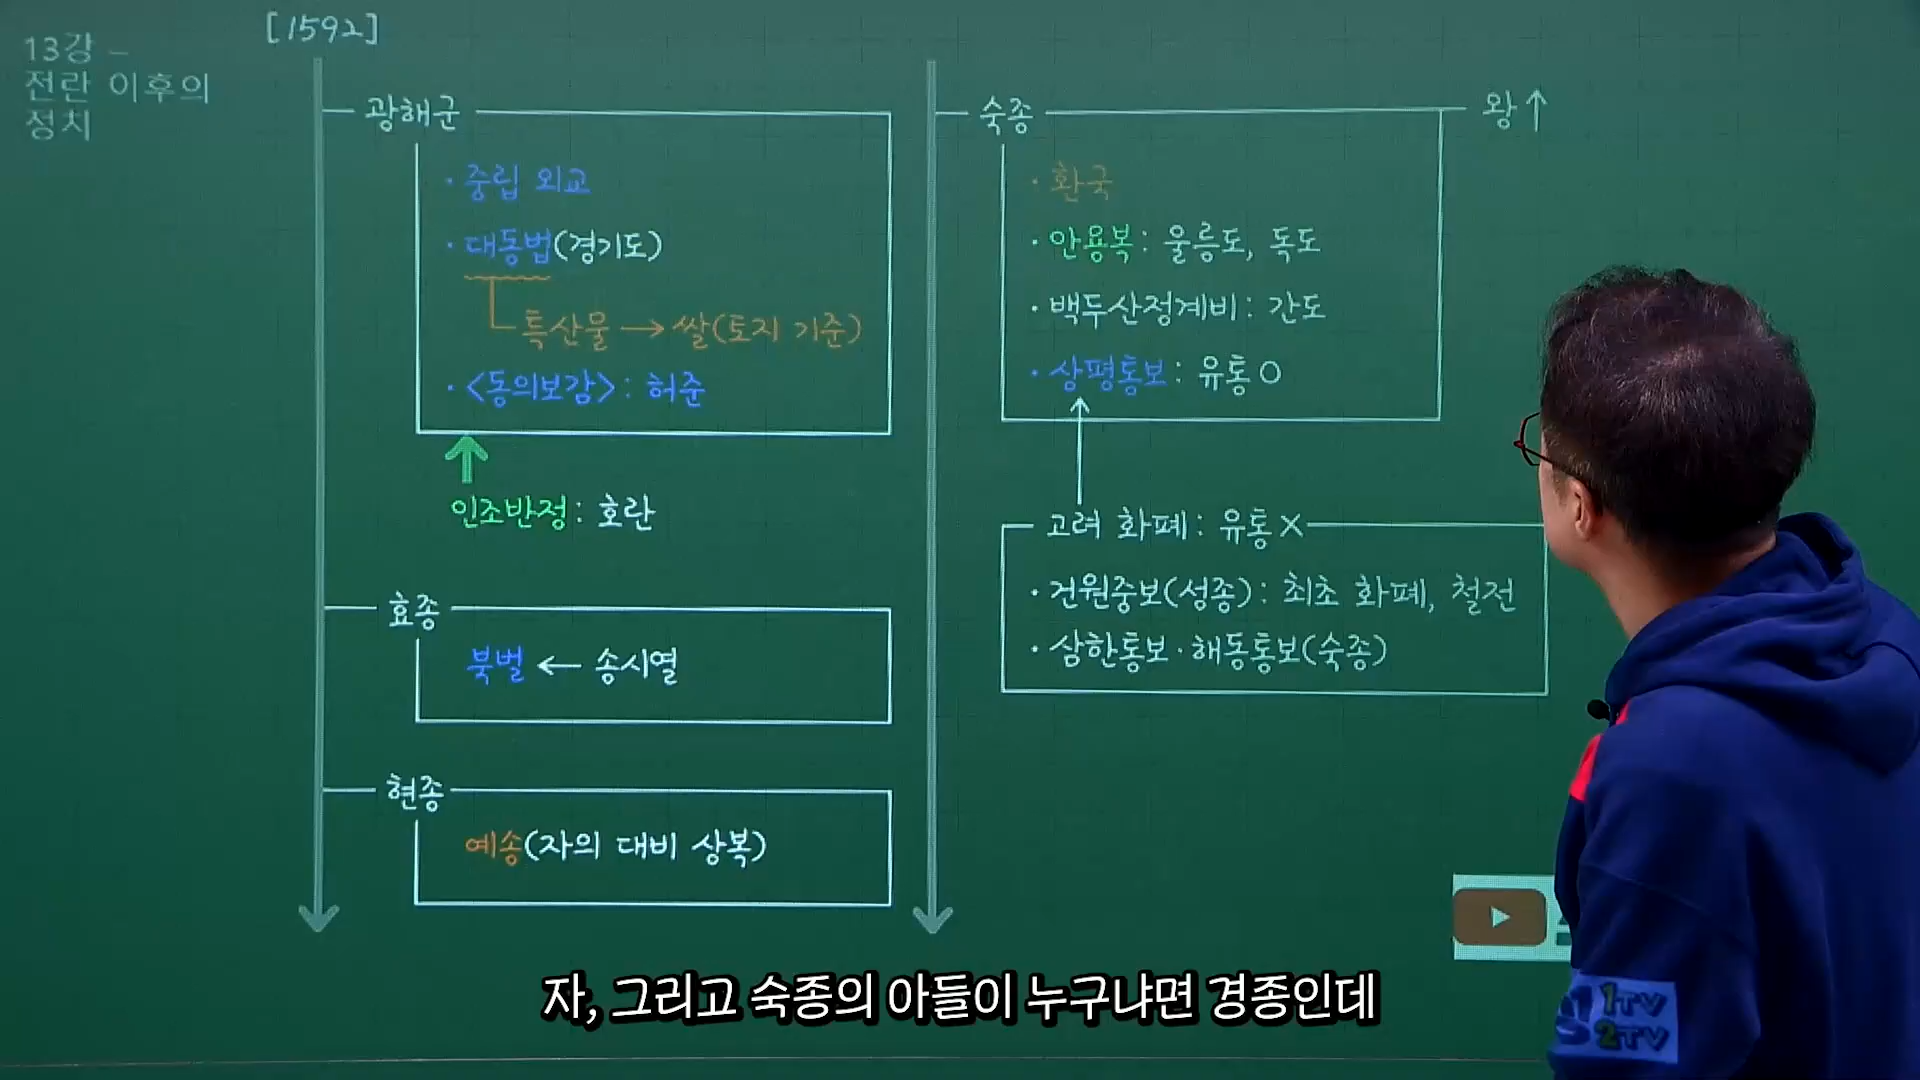 13강 -
전란 이후의
정치
[1592]
광해군
· 중립 외교
· 대동법(경기도)
특산물 → 쌀(토지 기준)
· <동의보감> : 허준
인조반정 : 호란
효종
북벌 ← 송시열
현종
예송(자의 대비 상복)
숙종
왕↑
· 환국
· 안용복 : 울릉도, 독도
· 백두산정계비 : 간도
· 상평통보 : 유통 O
고려 화폐 : 유통 X
· 건원중보(성종) : 최초 화폐, 철전
· 삼한통보·해동통보(숙종)
1TV
2TV
자, 그리고 숙종의 아들이 누구냐면 경종인데